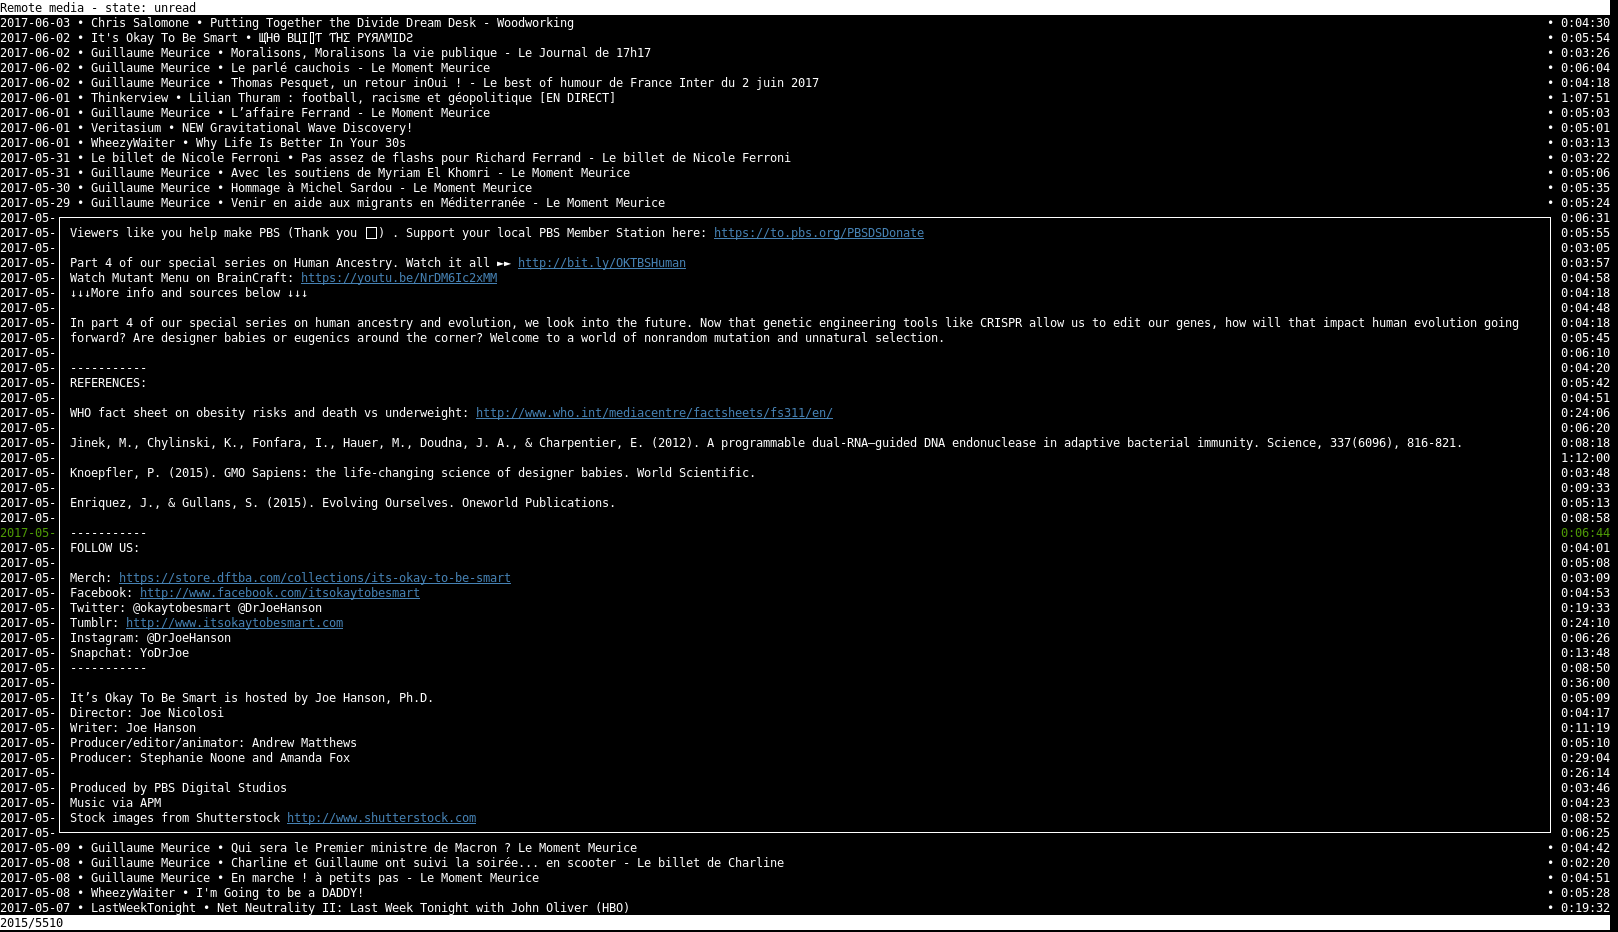 Remote media - state: unread
2017-06-03 • Chris Salomone • Putting Together the Divide Dream Desk - Woodworking • 0:04:30
2017-06-02 • It's Okay To Be Smart • • 0:05:54
2017-06-02 • Guillaume Meurice • Moralisons, Moralisons la vie publique - Le Journal de 17h17 • 0:03:26
2017-06-02 • Guillaume Meurice • Le parlé cauchois - Le Moment Meurice • 0:06:04
2017-06-02 • Guillaume Meurice • Thomas Pesquet, un retour inOui ! - Le best of humour de France Inter du 2 juin 2017 • 0:04:18
2017-06-01 • Thinkerview • Lilian Thuram : football, racisme et géopolitique [EN DIRECT] • 1:07:51
2017-06-01 • Guillaume Meurice • L’affaire Ferrand - Le Moment Meurice • 0:05:03
2017-06-01 • Veritasium • NEW Gravitational Wave Discovery! • 0:05:01
2017-06-01 • WheezyWaiter • Why Life Is Better In Your 30s • 0:03:13
2017-05-31 • Le billet de Nicole Ferroni • Pas assez de flashs pour Richard Ferrand - Le billet de Nicole Ferroni • 0:03:22
2017-05-31 • Guillaume Meurice • Avec les soutiens de Myriam El Khomri - Le Moment Meurice • 0:05:06
2017-05-30 • Guillaume Meurice • Hommage à Michel Sardou - Le Moment Meurice • 0:05:35
2017-05-29 • Guillaume Meurice • Venir en aide aux migrants en Méditerranée - Le Moment Meurice • 0:05:24
2017-05- 0:06:31
2017-05- Viewers like you help make PBS (Thank you □) . Support your local PBS Member Station here: https://to.pbs.org/PBSDSDonate 0:05:55
2017-05- 0:03:05
2017-05- Part 4 of our special series on Human Ancestry. Watch it all ►► http://bit.ly/OKTBSHuman 0:03:57
2017-05- Watch Mutant Menu on BrainCraft: https://youtu.be/NrDM6Ic2xMM 0:04:58
2017-05- ↓↓↓More info and sources below ↓↓↓ 0:04:18
2017-05- 0:04:48
2017-05- In part 4 of our special series on human ancestry and evolution, we look into the future. Now that genetic engineering tools like CRISPR allow us to edit our genes, how will that impact human evolution going 0:04:18
2017-05- forward? Are designer babies or eugenics around the corner? Welcome to a world of nonrandom mutation and unnatural selection. 0:05:45
2017-05- 0:06:10
2017-05- ----------- 0:04:20
2017-05- REFERENCES: 0:05:42
2017-05- 0:04:51
2017-05- WHO fact sheet on obesity risks and death vs underweight: http://www.who.int/mediacentre/factsheets/fs311/en/ 0:24:06
2017-05- 0:06:20
2017-05- Jinek, M., Chylinski, K., Fonfara, I., Hauer, M., Doudna, J. A., & Charpentier, E. (2012). A programmable dual-RNA–guided DNA endonuclease in adaptive bacterial immunity. Science, 337(6096), 816-821. 0:08:18
2017-05- 1:12:00
2017-05- Knoepfler, P. (2015). GMO Sapiens: the life-changing science of designer babies. World Scientific. 0:03:48
2017-05- 0:09:33
2017-05- Enriquez, J., & Gullans, S. (2015). Evolving Ourselves. Oneworld Publications. 0:05:13
2017-05- 0:08:58
2017-05- ----------- 0:06:44
2017-05- FOLLOW US: 0:04:01
2017-05- 0:05:08
2017-05- Merch: https://store.dftba.com/collections/its-okay-to-be-smart 0:03:09
2017-05- Facebook: http://www.facebook.com/itsokaytobesmart 0:04:53
2017-05- Twitter: @okaytobesmart @DrJoeHanson 0:19:33
2017-05- Tumblr: http://www.itsokaytobesmart.com 0:24:10
2017-05- Instagram: @DrJoeHanson 0:06:26
2017-05- Snapchat: YoDrJoe 0:13:48
2017-05- ----------- 0:08:50
2017-05- 0:36:00
2017-05- It’s Okay To Be Smart is hosted by Joe Hanson, Ph.D. 0:05:09
2017-05- Director: Joe Nicolosi 0:04:17
2017-05- Writer: Joe Hanson 0:11:19
2017-05- Producer/editor/animator: Andrew Matthews 0:05:10
2017-05- Producer: Stephanie Noone and Amanda Fox 0:29:04
2017-05- 0:26:14
2017-05- Produced by PBS Digital Studios 0:03:46
2017-05- Music via APM 0:04:23
2017-05- Stock images from Shutterstock http://www.shutterstock.com 0:08:52
2017-05- 0:06:25
2017-05-09 • Guillaume Meurice • Qui sera le Premier ministre de Macron ? Le Moment Meurice • 0:04:42
2017-05-08 • Guillaume Meurice • Charline et Guillaume ont suivi la soirée... en scooter - Le billet de Charline • 0:02:20
2017-05-08 • Guillaume Meurice • En marche ! à petits pas - Le Moment Meurice • 0:04:51
2017-05-08 • WheezyWaiter • I'm Going to be a DADDY! • 0:05:28
2017-05-07 • LastWeekTonight • Net Neutrality II: Last Week Tonight with John Oliver (HBO) • 0:19:32
2015/5510